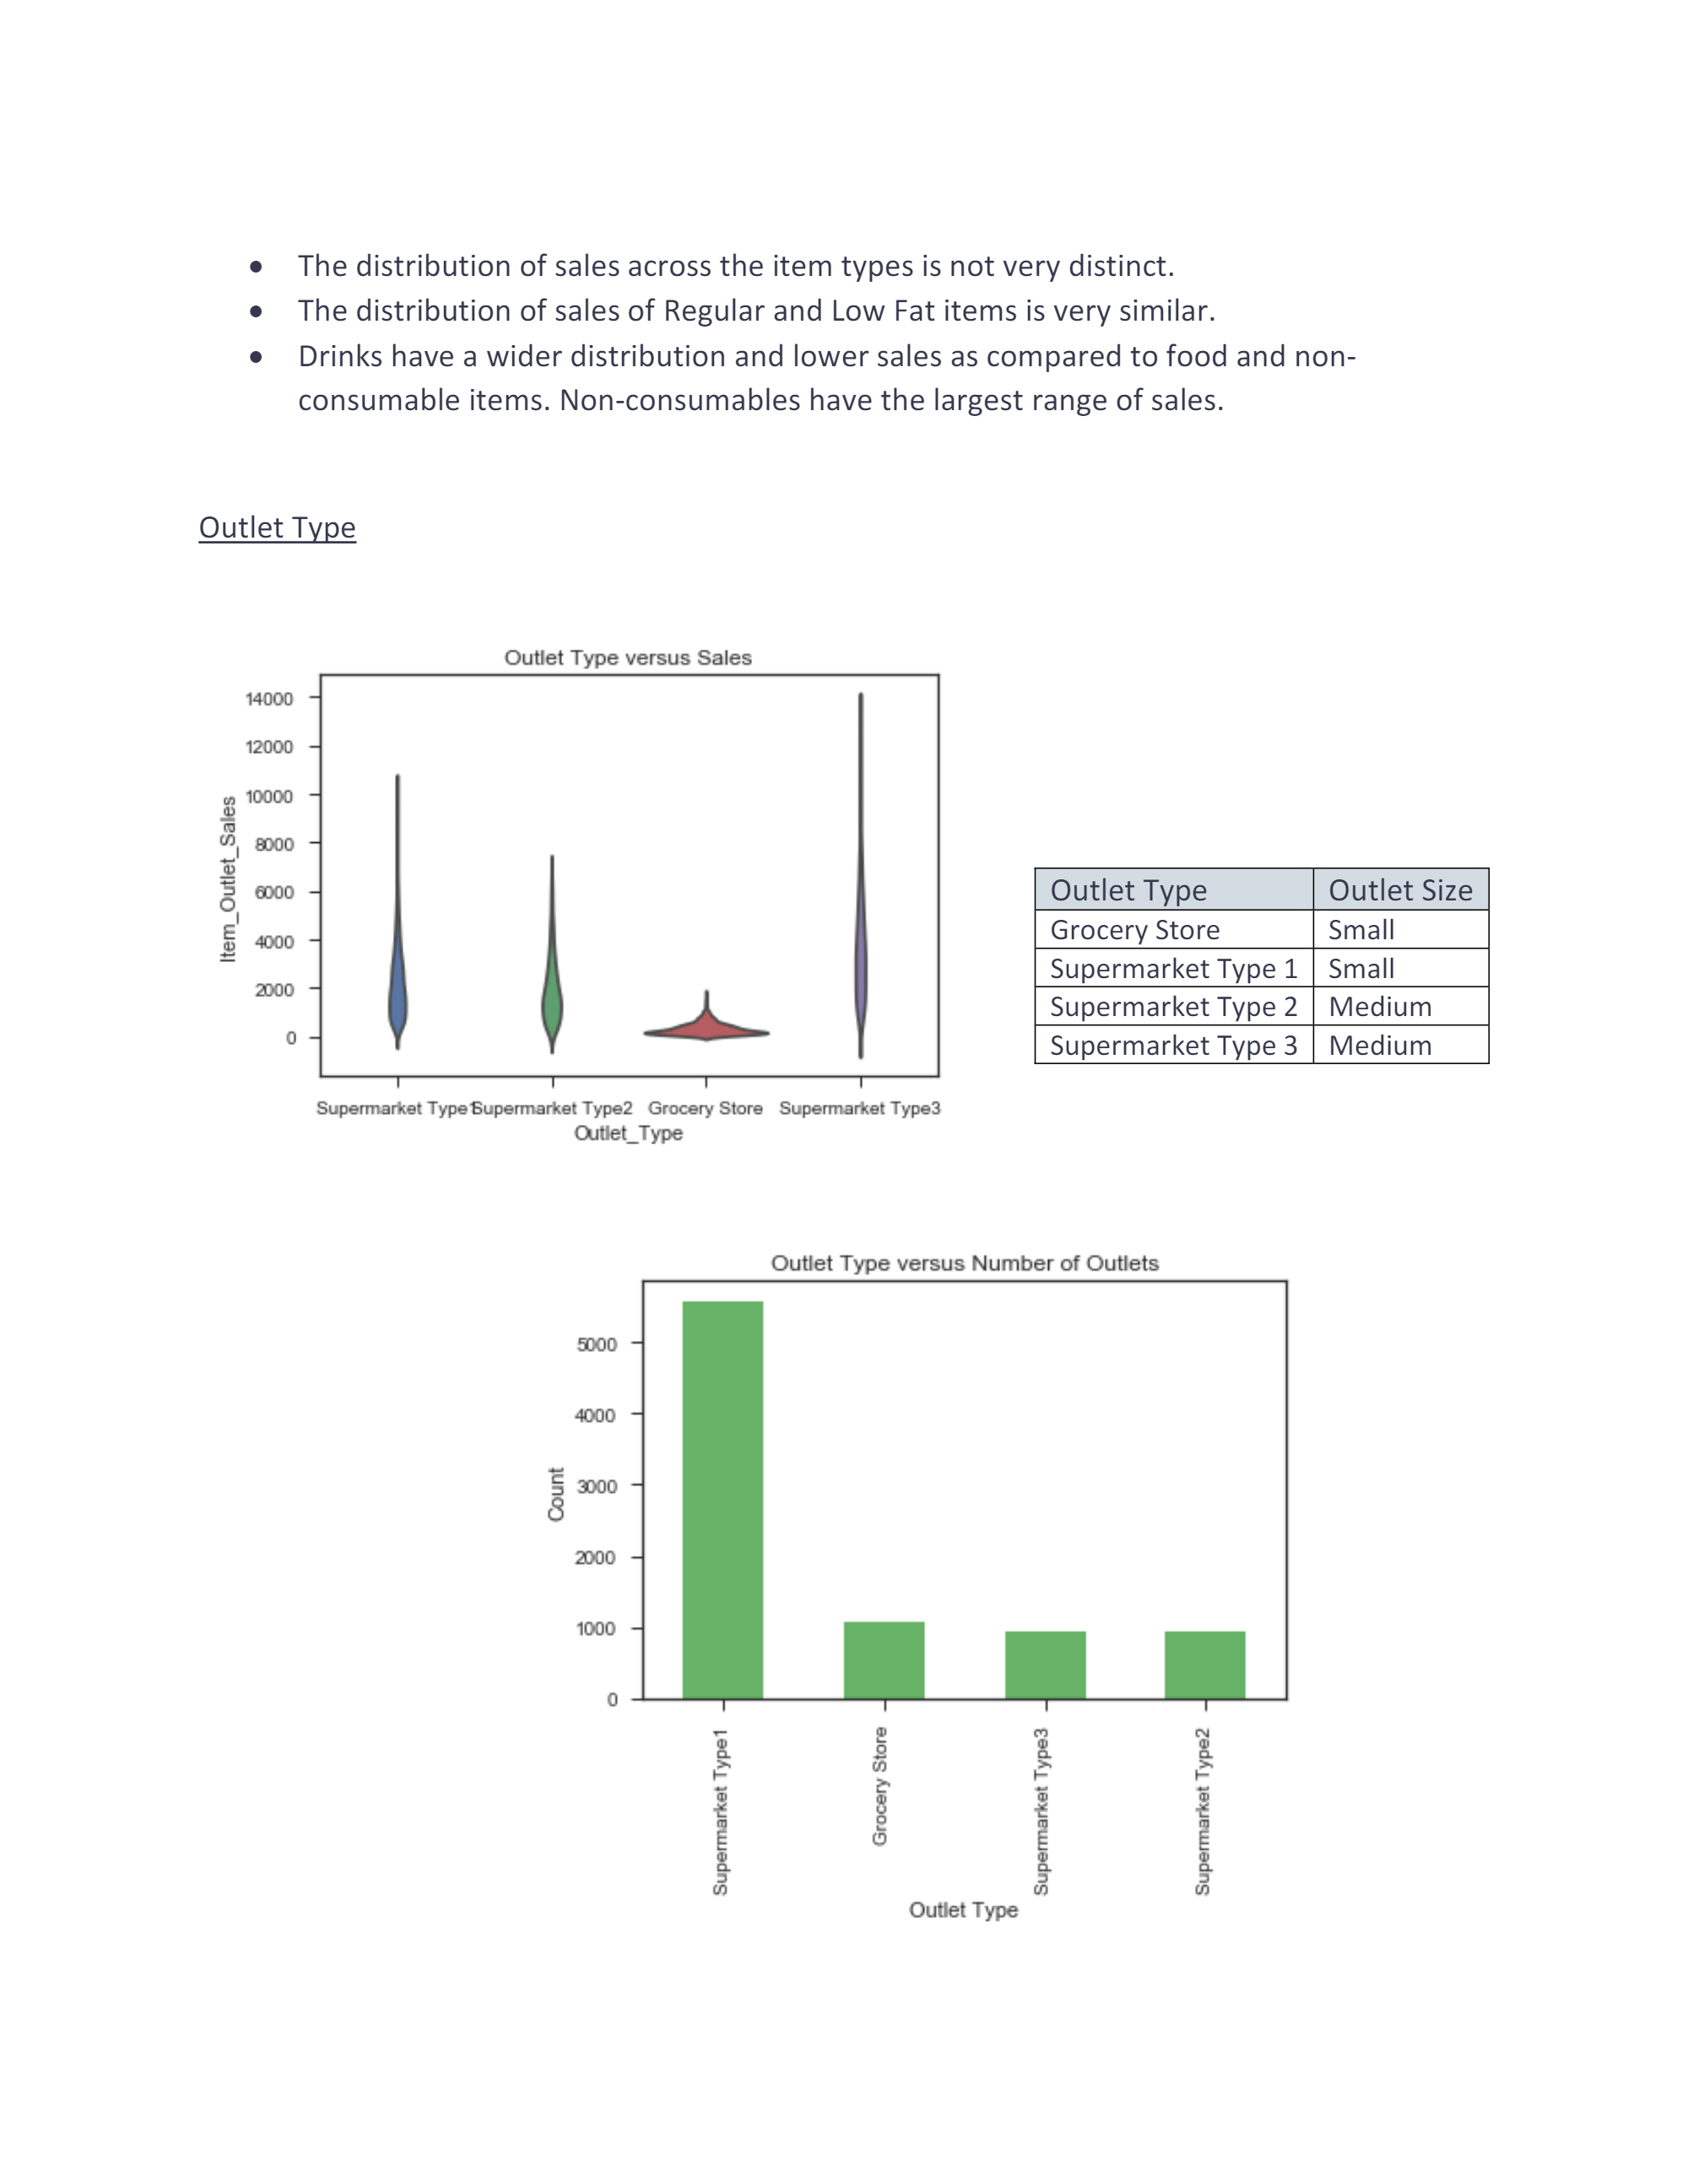 • The distribution of sales across the item types is not very distinct.
• The distribution of sales of Regular and Low Fat items is very similar.
• Drinks have a wider distribution and lower sales as compared to food and non-
consumable items. Non-consumables have the largest range of sales.
Outlet Type
Outlet Type versus Sales
14000
12000
10000
8000
6000
4000
2000
0
Item_Outlet_Sales
Supermarket Type1 Supermarket Type2 Grocery Store Supermarket Type3
Outlet_Type
Outlet Type Outlet Size
Grocery Store Small
Supermarket Type 1 Small
Supermarket Type 2 Medium
Supermarket Type 3 Medium
Outlet Type versus Number of Outlets
5000
4000
3000
2000
1000
0
Count
Supermarket Type1
Grocery Store
Supermarket Type3
Supermarket Type2
Outlet Type